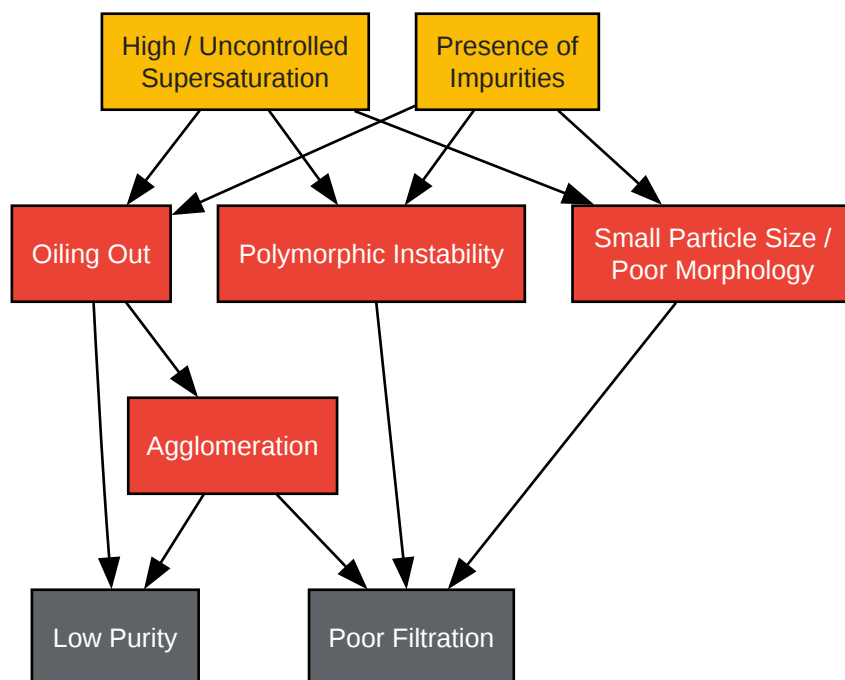 High / Uncontrolled
Supersaturation
Presence of
Impurities
Oiling Out
Polymorphic Instability
Small Particle Size /
Poor Morphology
Agglomeration
Low Purity
Poor Filtration